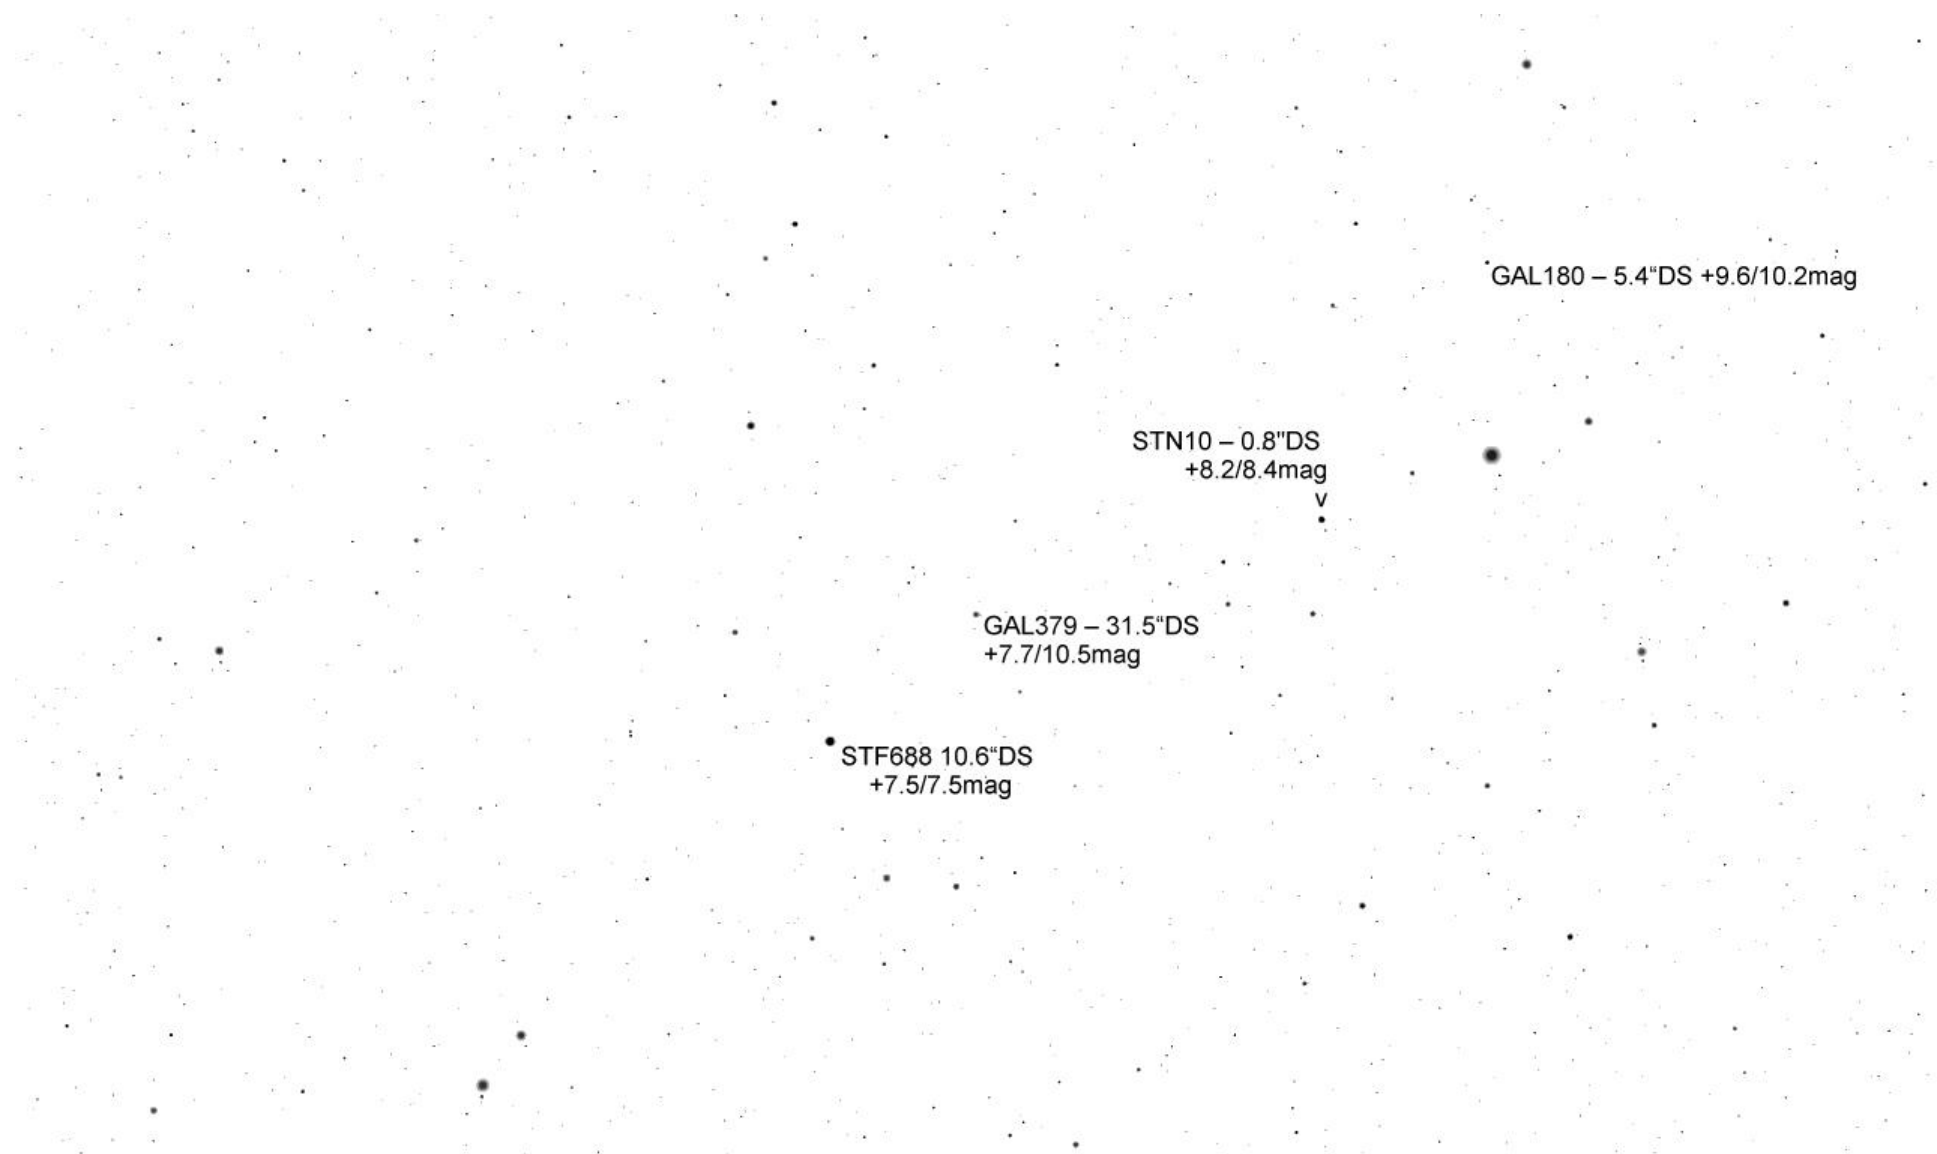 GAL180 – 5.4“DS +9.6/10.2mag
STN10 – 0.8"DS
+8.2/8.4mag
v
GAL379 – 31.5“DS
+7.7/10.5mag
STF688 10.6“DS
+7.5/7.5mag